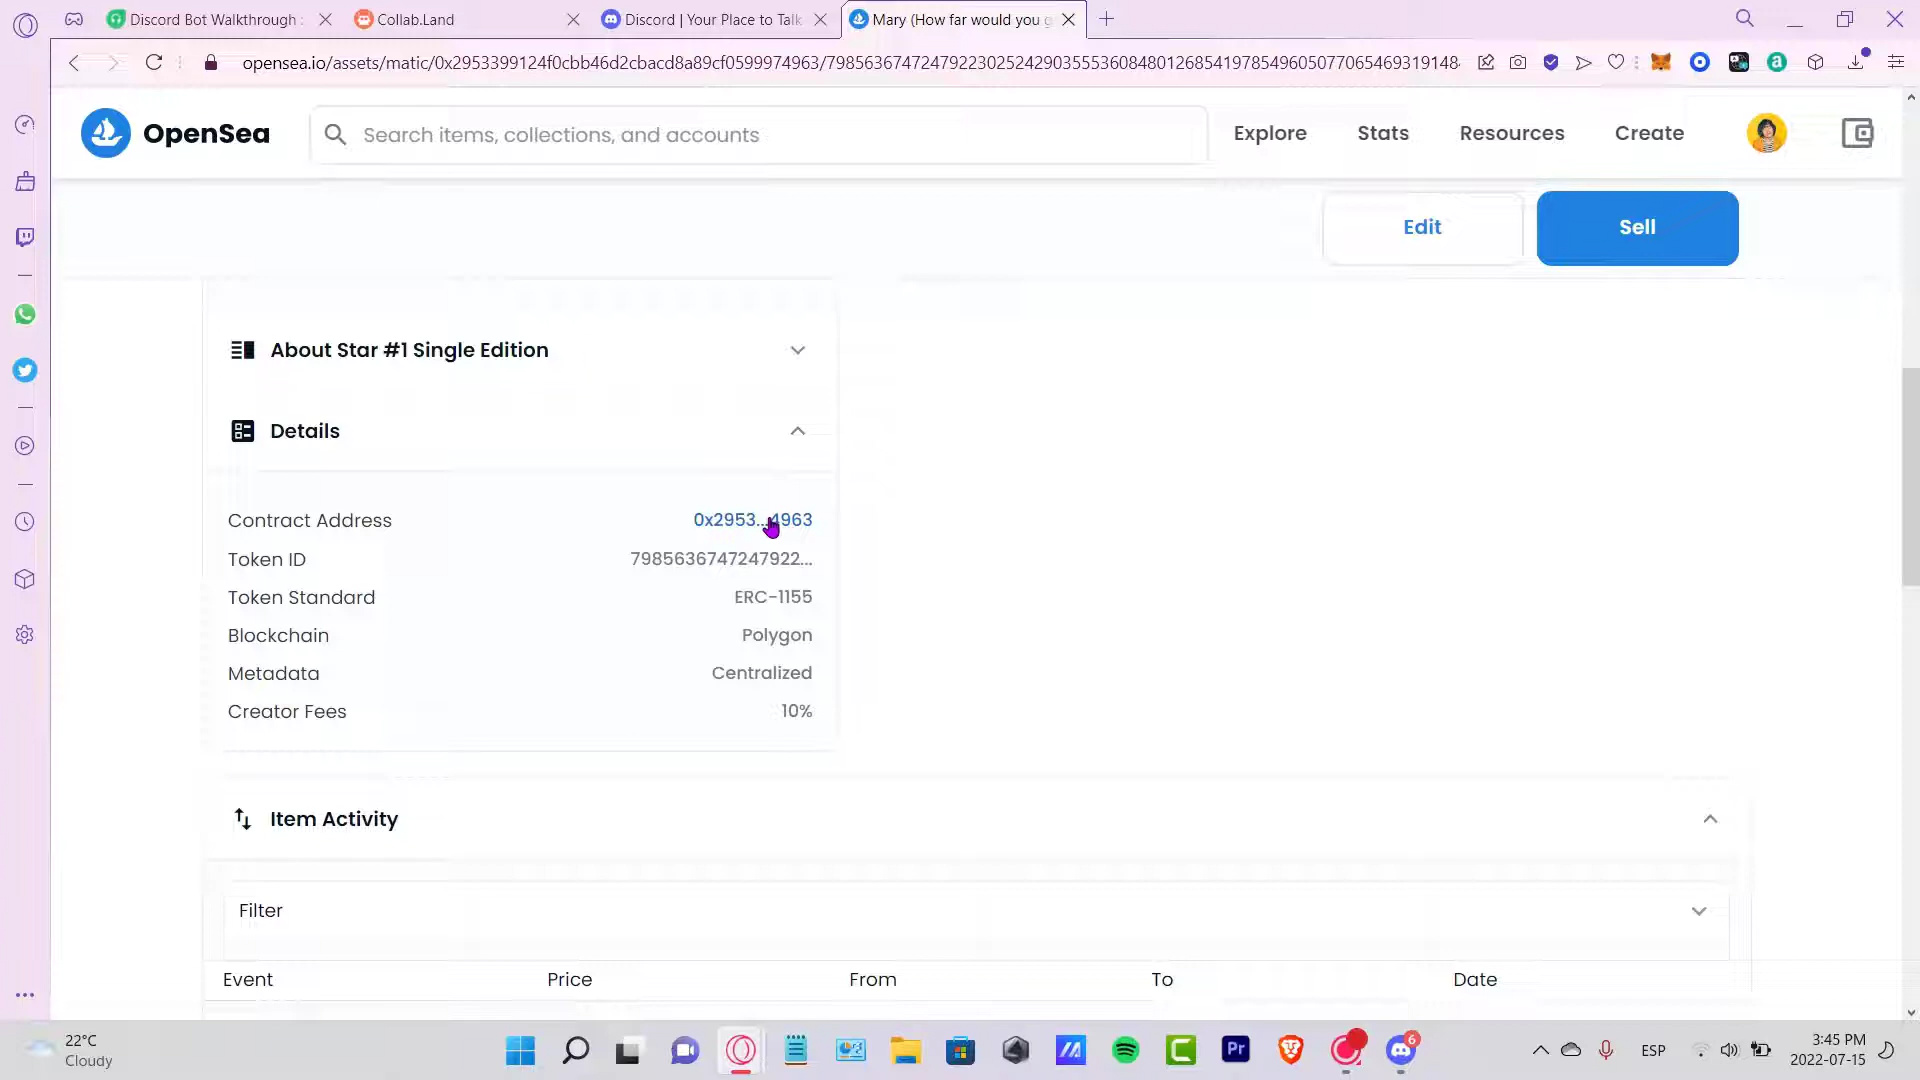 Discord Bot Walkthrough :
Collab.Land
Discord | Your Place to Talk
Mary (How far would you g
opensea.io/assets/matic/0x2953399124f0cbb46d2cbacd8a89cf0599974963/
OpenSea
Search items, collections, and accounts
Explore
Stats
Resources
Create
Edit
Sell
About Star #1 Single Edition
Details
Contract Address
0x2953...4963
Token ID
7985636747247922...
Token Standard
ERC-1155
Blockchain
Polygon
Metadata
Centralized
Creator Fees
10%
Item Activity
Filter
Event
Price
From
To
Date
22°C
Cloudy
Pr
6
ESP
3:45 PM
2022-07-15